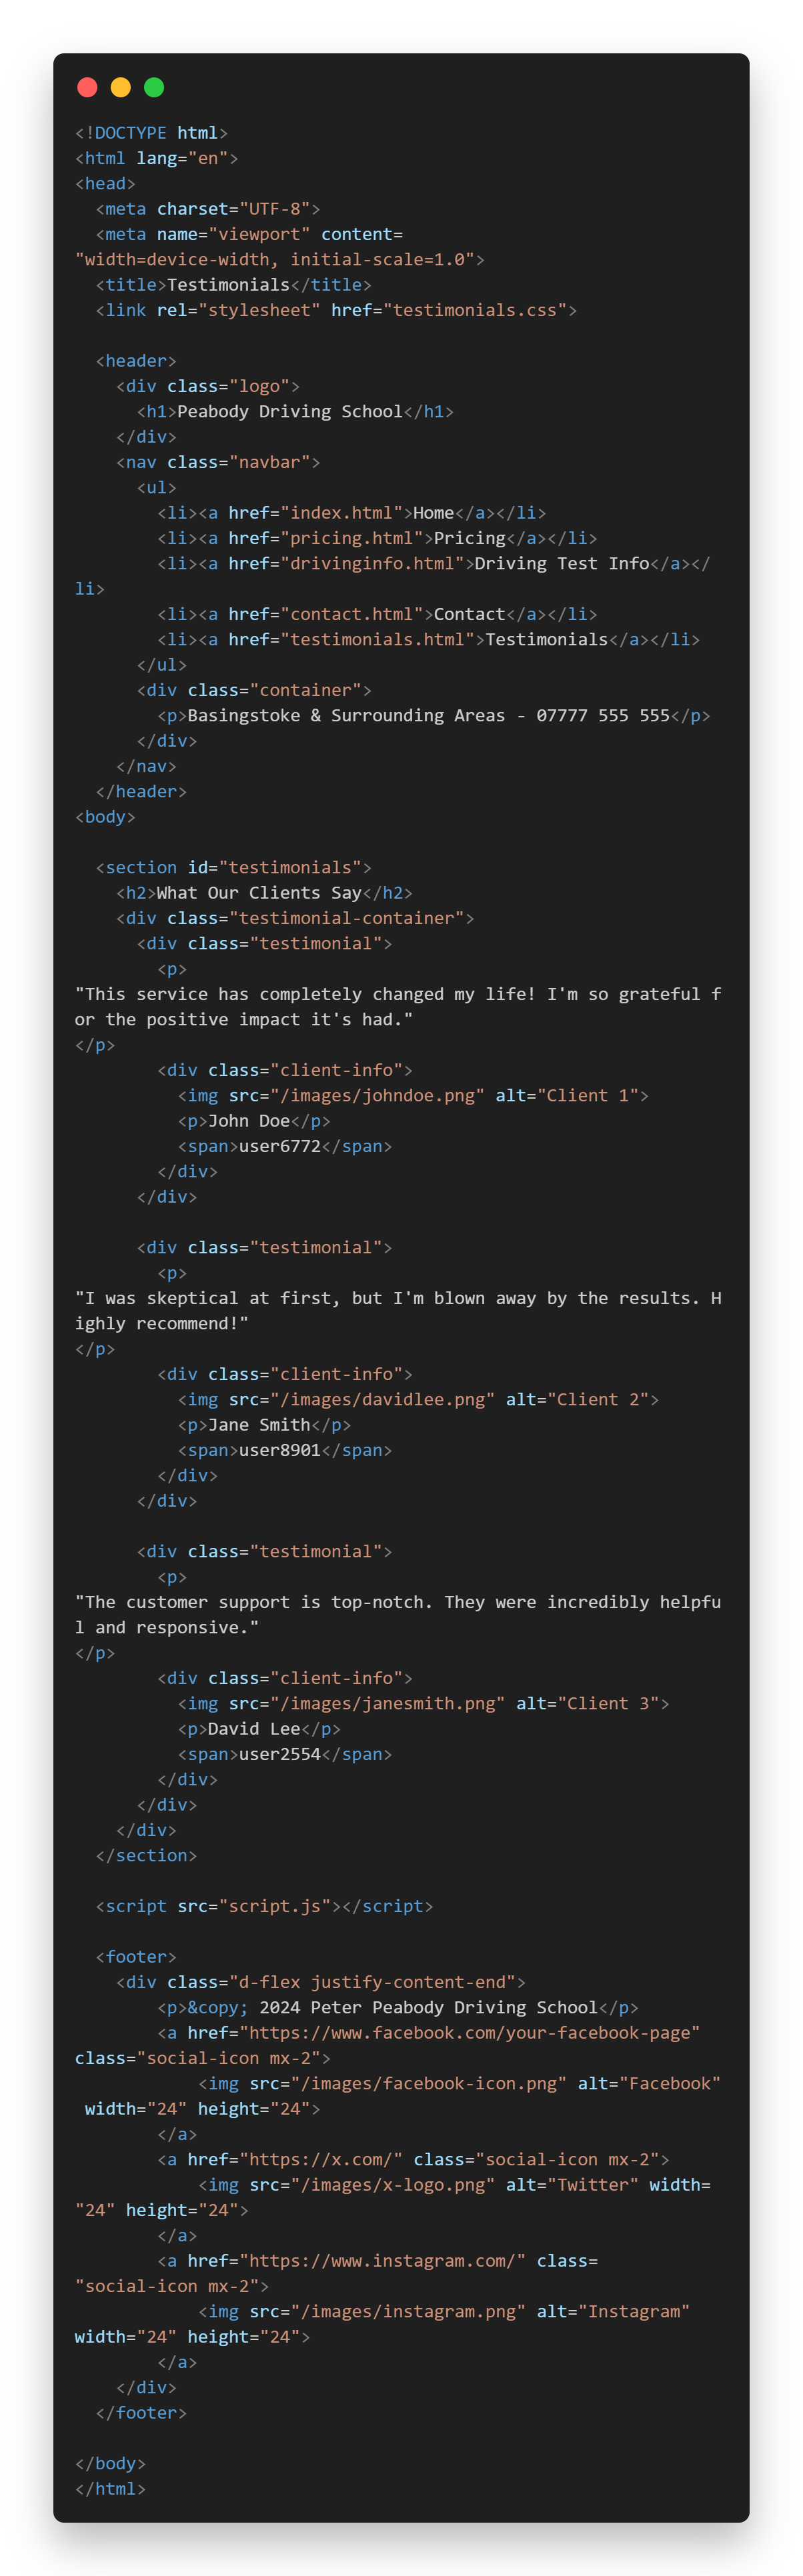 <!DOCTYPE html>
<html lang="en">
<head>
  <meta charset="UTF-8">
  <meta name="viewport" content=
"width=device-width, initial-scale=1.0">
  <title>Testimonials</title>
  <link rel="stylesheet" href="testimonials.css">

  <header>
    <div class="logo">
      <h1>Peabody Driving School</h1>
    </div>
    <nav class="navbar">
      <ul>
        <li><a href="index.html">Home</a></li>
        <li><a href="pricing.html">Pricing</a></li>
        <li><a href="drivinginfo.html">Driving Test Info</a></
li>
        <li><a href="contact.html">Contact</a></li>
        <li><a href="testimonials.html">Testimonials</a></li>
      </ul>
      <div class="container">
        <p>Basingstoke & Surrounding Areas - 07777 555 555</p>
      </div>
    </nav>
  </header>
<body>

  <section id="testimonials">
    <h2>What Our Clients Say</h2>
    <div class="testimonial-container">
      <div class="testimonial">
        <p>
"This service has completely changed my life! I'm so grateful f
or the positive impact it's had."
</p>
        <div class="client-info">
          <img src="/images/johndoe.png" alt="Client 1">
          <p>John Doe</p>
          <span>user6772</span>
        </div>
      </div>

      <div class="testimonial">
        <p>
"I was skeptical at first, but I'm blown away by the results. H
ighly recommend!"
</p>
        <div class="client-info">
          <img src="/images/davidlee.png" alt="Client 2">
          <p>Jane Smith</p>
          <span>user8901</span>
        </div>
      </div>

      <div class="testimonial">
        <p>
"The customer support is top-notch. They were incredibly helpfu
l and responsive."
</p>
        <div class="client-info">
          <img src="/images/janesmith.png" alt="Client 3">
          <p>David Lee</p>
          <span>user2554</span>
        </div>
      </div>
    </div>
  </section>

  <script src="script.js"></script>

  <footer>
    <div class="d-flex justify-content-end">
        <p>&copy; 2024 Peter Peabody Driving School</p>
        <a href="https://www.facebook.com/your-facebook-page" 
class="social-icon mx-2">
            <img src="/images/facebook-icon.png" alt="Facebook"
 width="24" height="24">
        </a>
        <a href="https://x.com/" class="social-icon mx-2">
            <img src="/images/x-logo.png" alt="Twitter" width=
"24" height="24">
        </a>
        <a href="https://www.instagram.com/" class=
"social-icon mx-2">
            <img src="/images/instagram.png" alt="Instagram" 
width="24" height="24">
        </a>
    </div>
  </footer>

</body>
</html>